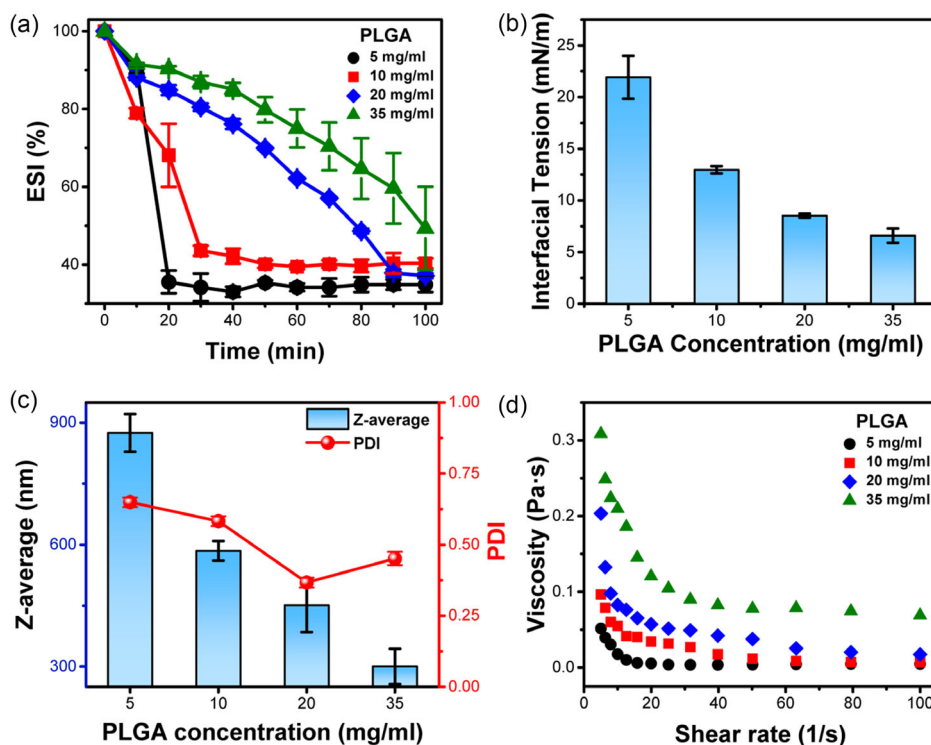 (a)
PLGA
5 mg/ml
10 mg/ml
20 mg/ml
35 mg/ml
ESI (%)
100
80
60
40
0
20
40
60
80
100
Time (min)
(b)
Interfacial Tension (mN/m)
25
20
15
10
5
0
5
10
20
35
PLGA Concentration (mg/ml)
(c)
Z-average
PDI
Z-average (nm)
900
600
300
1.00
0.75
0.50
0.25
0.00
PDI
5
10
20
35
PLGA concentration (mg/ml)
(d)
PLGA
5 mg/ml
10 mg/ml
20 mg/ml
35 mg/ml
Viscosity (Pa·s)
0.3
0.2
0.1
0.0
0
20
40
60
80
100
Shear rate (1/s)